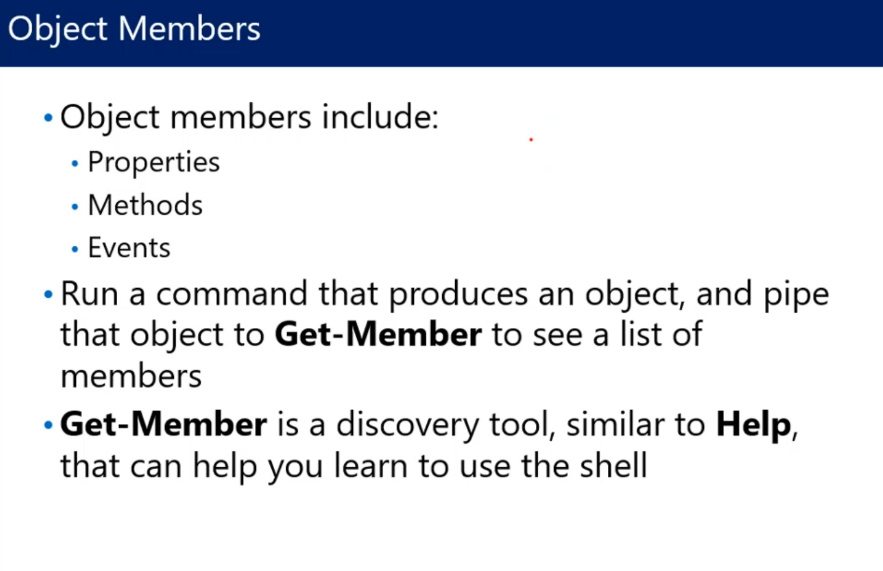 Object Members
• Object members include:
• Properties
• Methods
• Events
• Run a command that produces an object, and pipe
that object to Get-Member to see a list of
members
• Get-Member is a discovery tool, similar to Help,
that can help you learn to use the shell